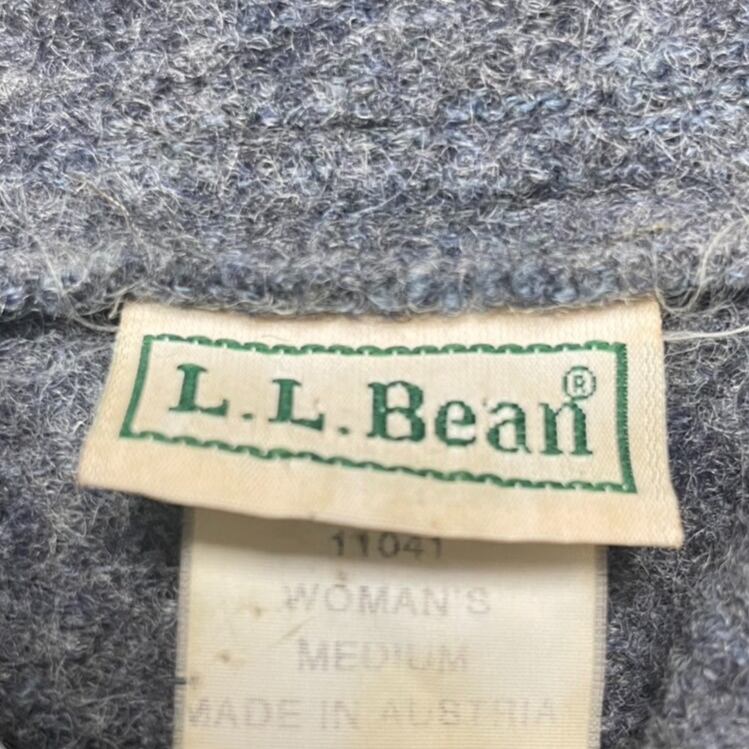 L.L.Bean®
11041
WOMAN'S
MEDIUM
MADE IN AUSTRIA